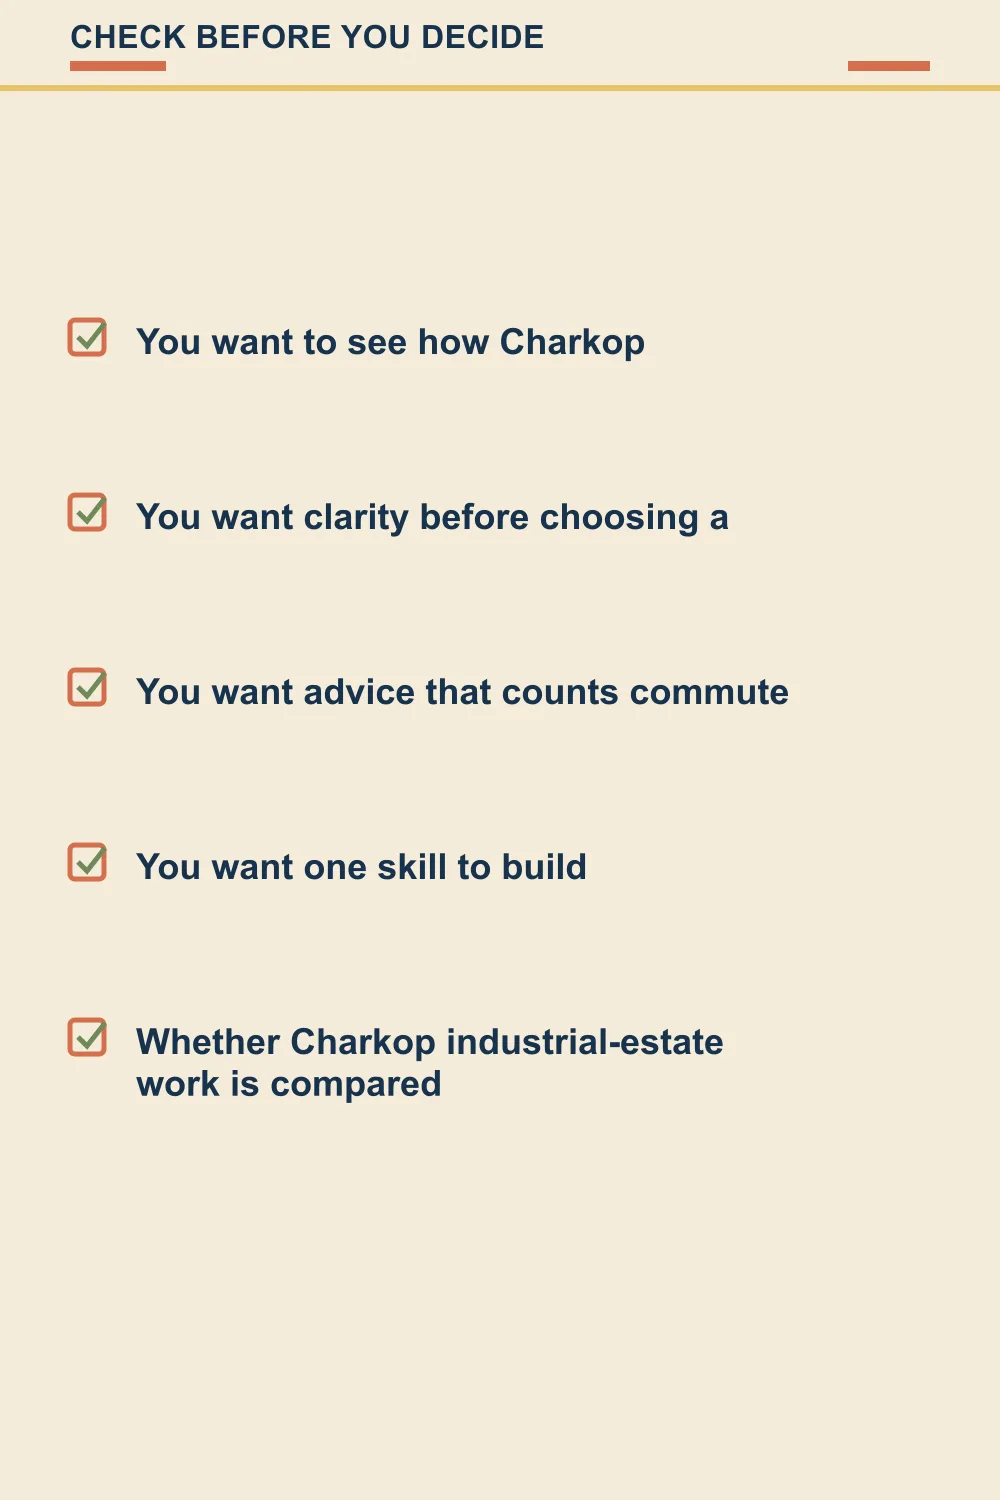 CHECK BEFORE YOU DECIDE
You want to see how Charkop
You want clarity before choosing a
You want advice that counts commute
You want one skill to build
Whether Charkop industrial-estate
work is compared